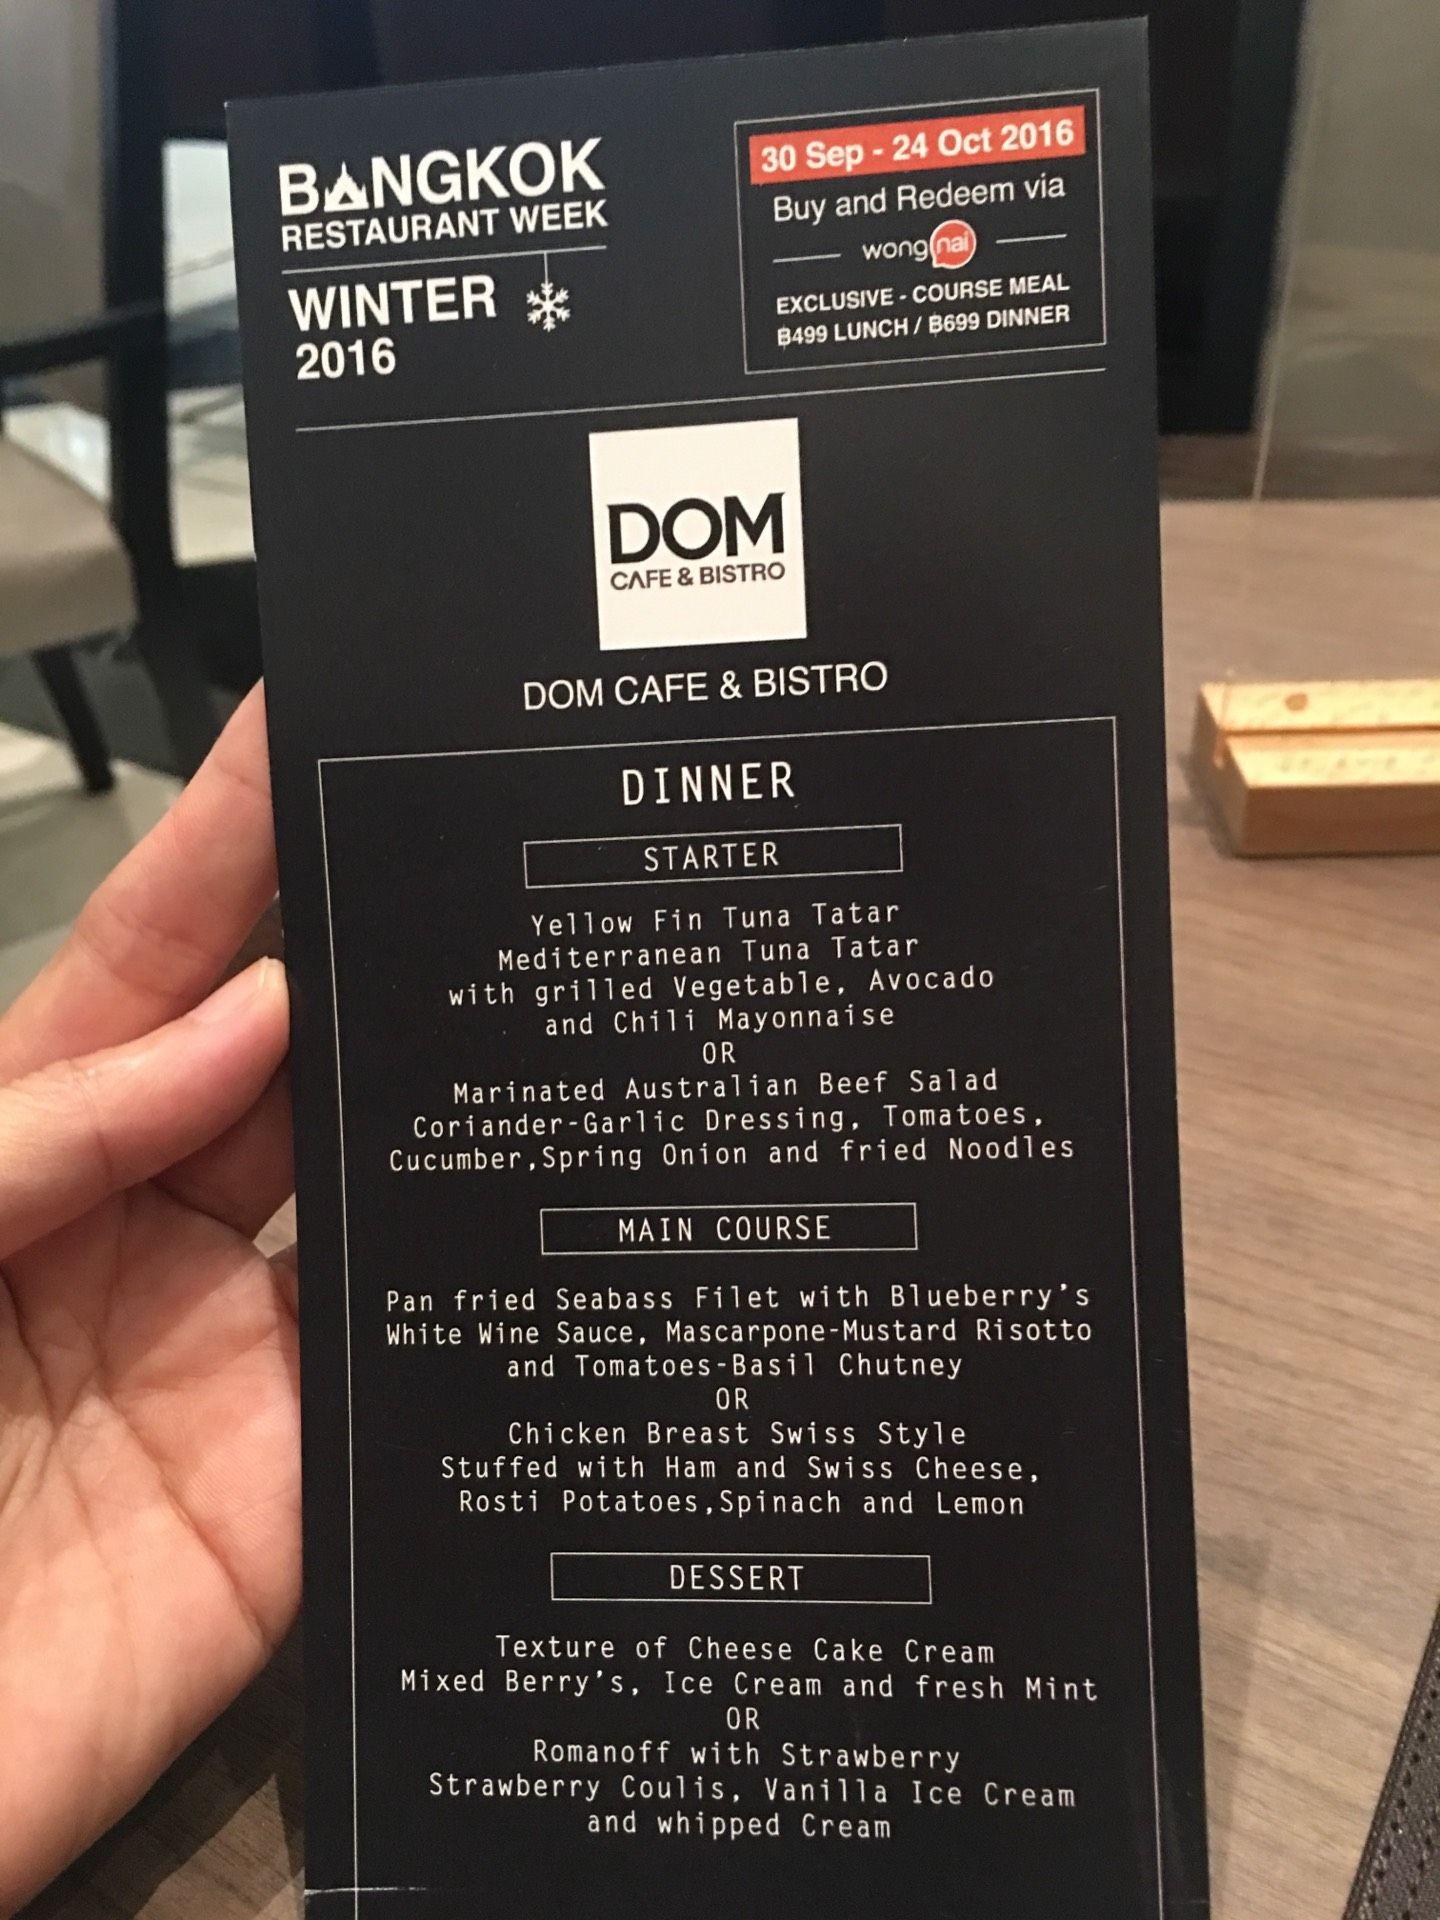 BANGKOK
RESTAURANT WEEK
WINTER
2016
30 Sep - 24 Oct 2016
Buy and Redeem via
wongnai
EXCLUSIVE - COURSE MEAL
฿499 LUNCH / ฿699 DINNER
DOM
CAFE & BISTRO
DOM CAFE & BISTRO
DINNER
STARTER
Yellow Fin Tuna Tatar
Mediterranean Tuna Tatar
with grilled Vegetable, Avocado
and Chili Mayonnaise
OR
Marinated Australian Beef Salad
Coriander-Garlic Dressing, Tomatoes,
Cucumber,Spring Onion and fried Noodles
MAIN COURSE
Pan fried Seabass Filet with Blueberry's
White Wine Sauce, Mascarpone-Mustard Risotto
and Tomatoes-Basil Chutney
OR
Chicken Breast Swiss Style
Stuffed with Ham and Swiss Cheese,
Rosti Potatoes,Spinach and Lemon
DESSERT
Texture of Cheese Cake Cream
Mixed Berry's, Ice Cream and fresh Mint
OR
Romanoff with Strawberry
Strawberry Coulis, Vanilla Ice Cream
and whipped Cream